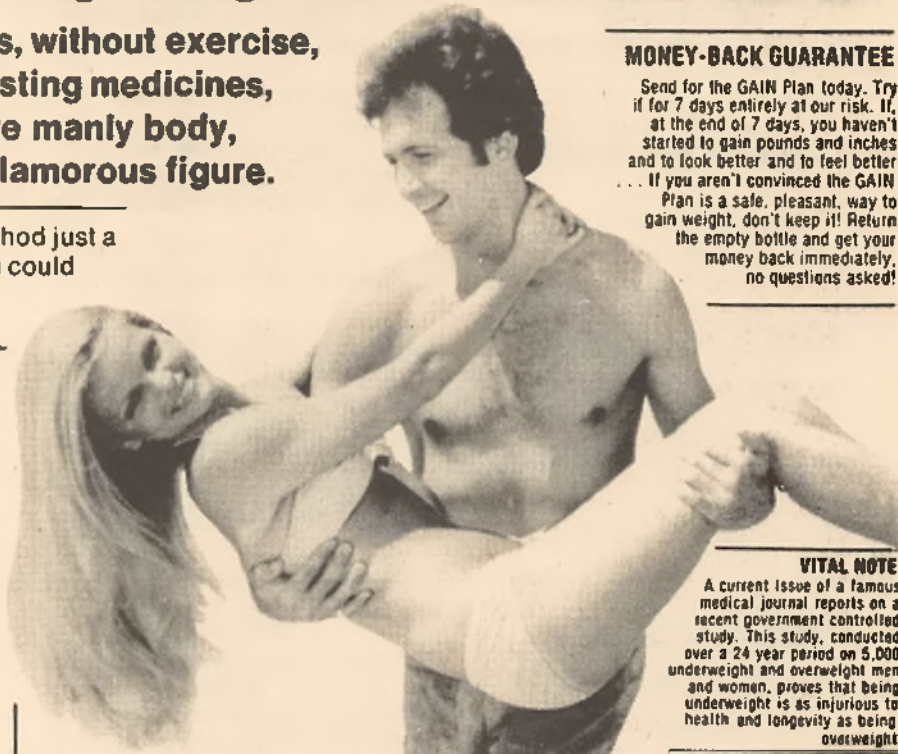 s, without exercise,
sting medicines,
e manly body,
lamorous figure.
hod just a
could
MONEY-BACK GUARANTEE
Send for the GAIN Plan today. Try
if for 7 days entirely at our risk. If,
at the end of 7 days, you haven't
started to gain pounds and inches
and to look better and to feel better
. . . If you aren't convinced the GAIN
Plan is a safe, pleasant, way to
gain weight, don't keep it! Return
the empty bottle and get your
money back immediately,
no questions asked!
VITAL NOTE
A current issue of a famous
medical journal reports on a
recent government controlled
study. This study, conducted
over a 24 year period on 5,000
underweight and overweight men
and women, proves that being
underweight is as injurious to
health and longevity as being
overweight